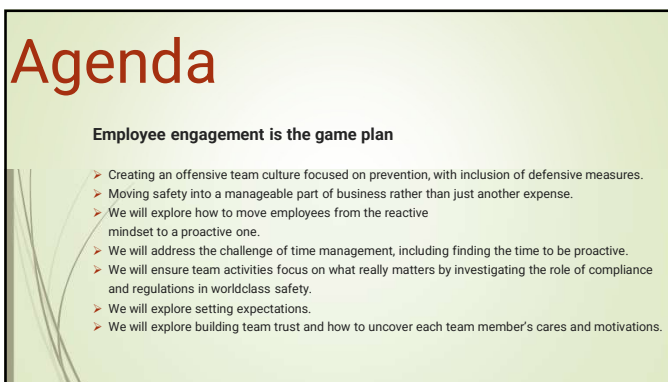 Agenda
Employee engagement is the game plan
➤ Creating an offensive team culture focused on prevention, with inclusion of defensive measures.
➤ Moving safety into a manageable part of business rather than just another expense.
➤ We will explore how to move employees from the reactive
mindset to a proactive one.
➤ We will address the challenge of time management, including finding the time to be proactive.
➤ We will ensure team activities focus on what really matters by investigating the role of compliance
and regulations in worldclass safety.
➤ We will explore setting expectations.
➤ We will explore building team trust and how to uncover each team member’s cares and motivations.